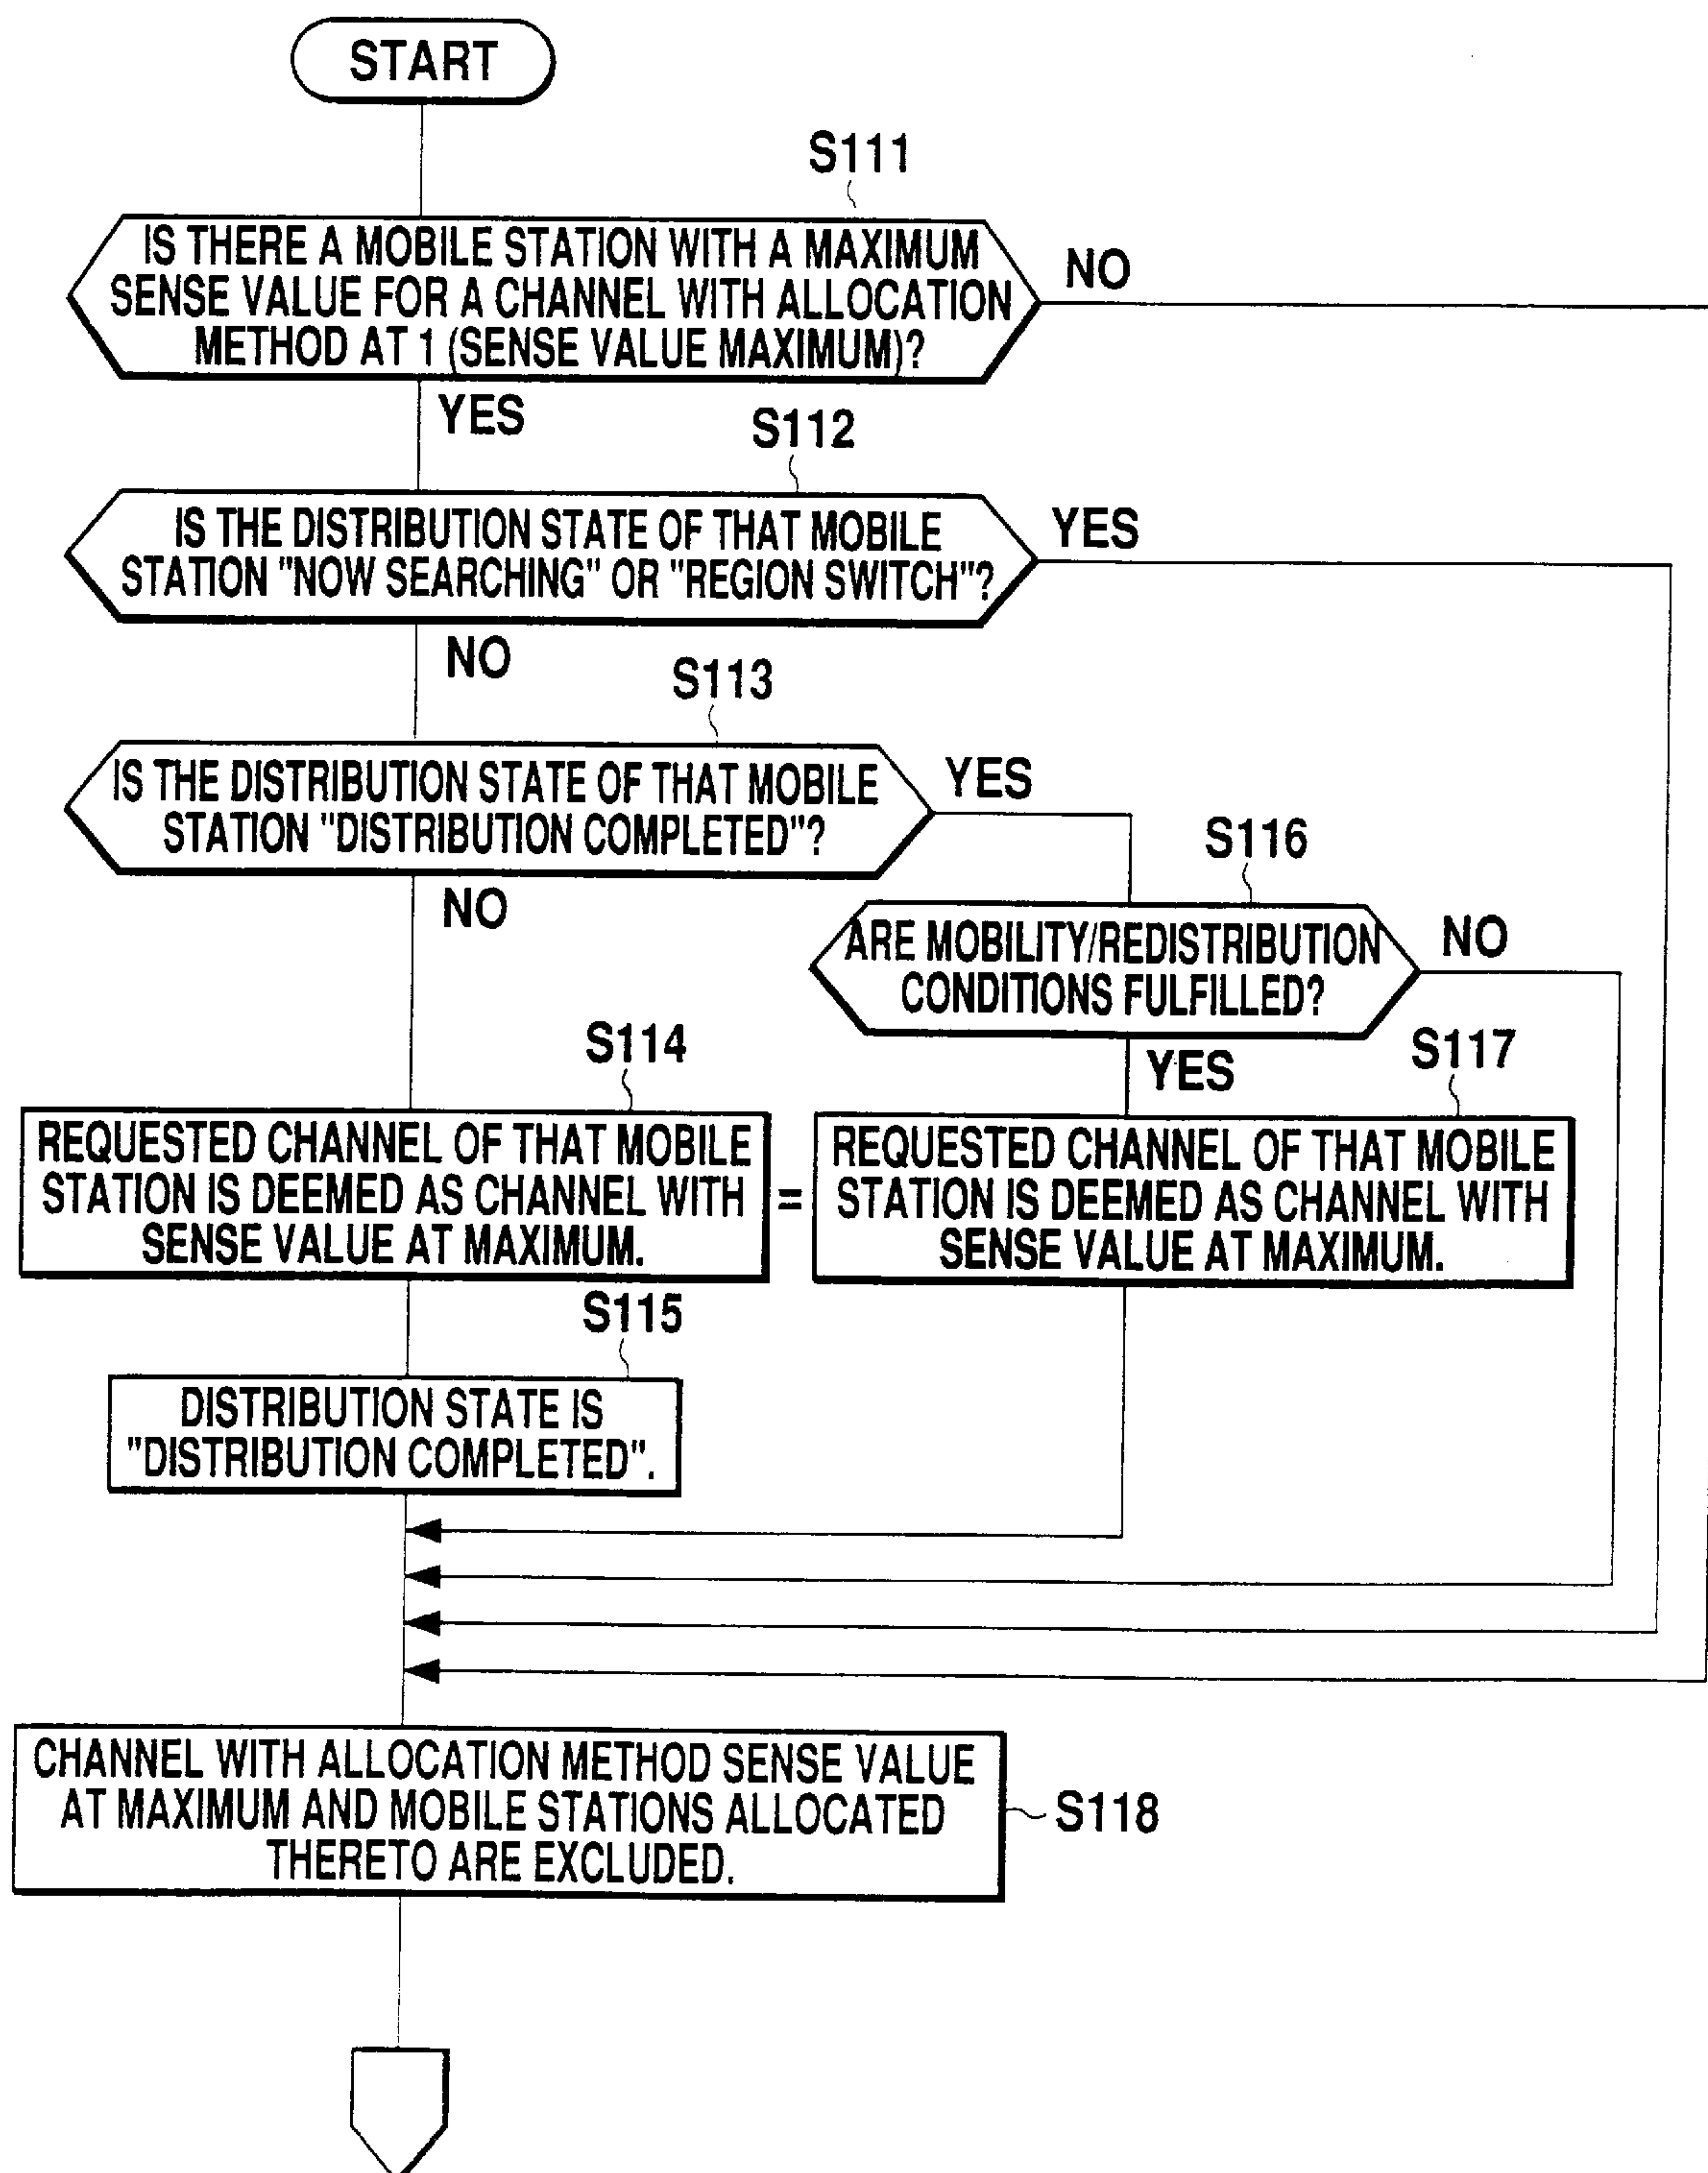 START
S111
IS THERE A MOBILE STATION WITH A MAXIMUM
SENSE VALUE FOR A CHANNEL WITH ALLOCATION
METHOD AT 1 (SENSE VALUE MAXIMUM)?
NO
YES
S112
IS THE DISTRIBUTION STATE OF THAT MOBILE
STATION "NOW SEARCHING" OR "REGION SWITCH"?
YES
NO
S113
IS THE DISTRIBUTION STATE OF THAT MOBILE
STATION "DISTRIBUTION COMPLETED"?
YES
NO
S116
ARE MOBILITY/REDISTRIBUTION
CONDITIONS FULFILLED?
NO
YES
S114
REQUESTED CHANNEL OF THAT MOBILE
STATION IS DEEMED AS CHANNEL WITH
SENSE VALUE AT MAXIMUM.
=
S117
REQUESTED CHANNEL OF THAT MOBILE
STATION IS DEEMED AS CHANNEL WITH
SENSE VALUE AT MAXIMUM.
S115
DISTRIBUTION STATE IS
"DISTRIBUTION COMPLETED".
CHANNEL WITH ALLOCATION METHOD SENSE VALUE
AT MAXIMUM AND MOBILE STATIONS ALLOCATED
THERETO ARE EXCLUDED.
S118